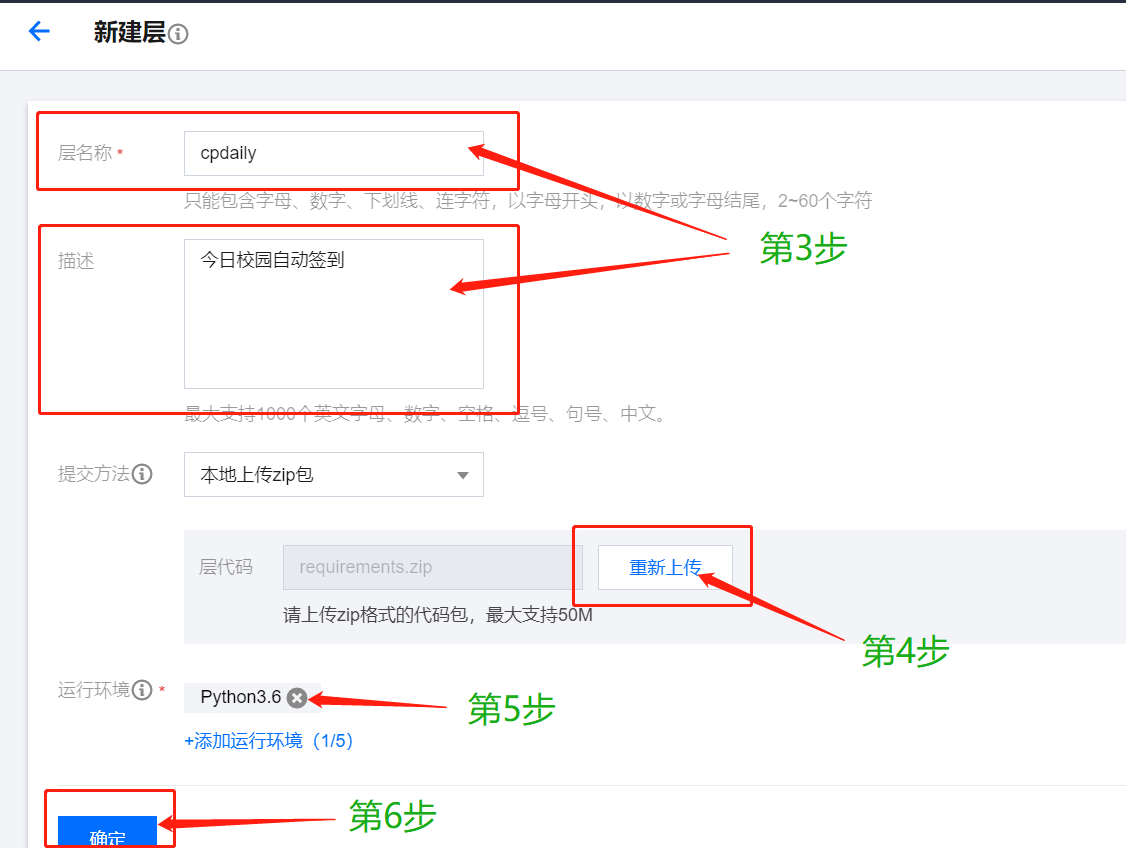 新建层
层名称 *
cpdaily
只能包含字母、数字、下划线、连字符，以字母开头，以数字或字母结尾，2~60个字符
第3步
描述
今日校园自动签到
最大支持1000个英文字母、数字、空格、逗号、句号、中文。
提交方法
本地上传zip包
层代码
requirements.zip
重新上传
请上传zip格式的代码包，最大支持50M
第4步
运行环境 *
Python3.6
第5步
+添加运行环境（1/5）
第6步
确定